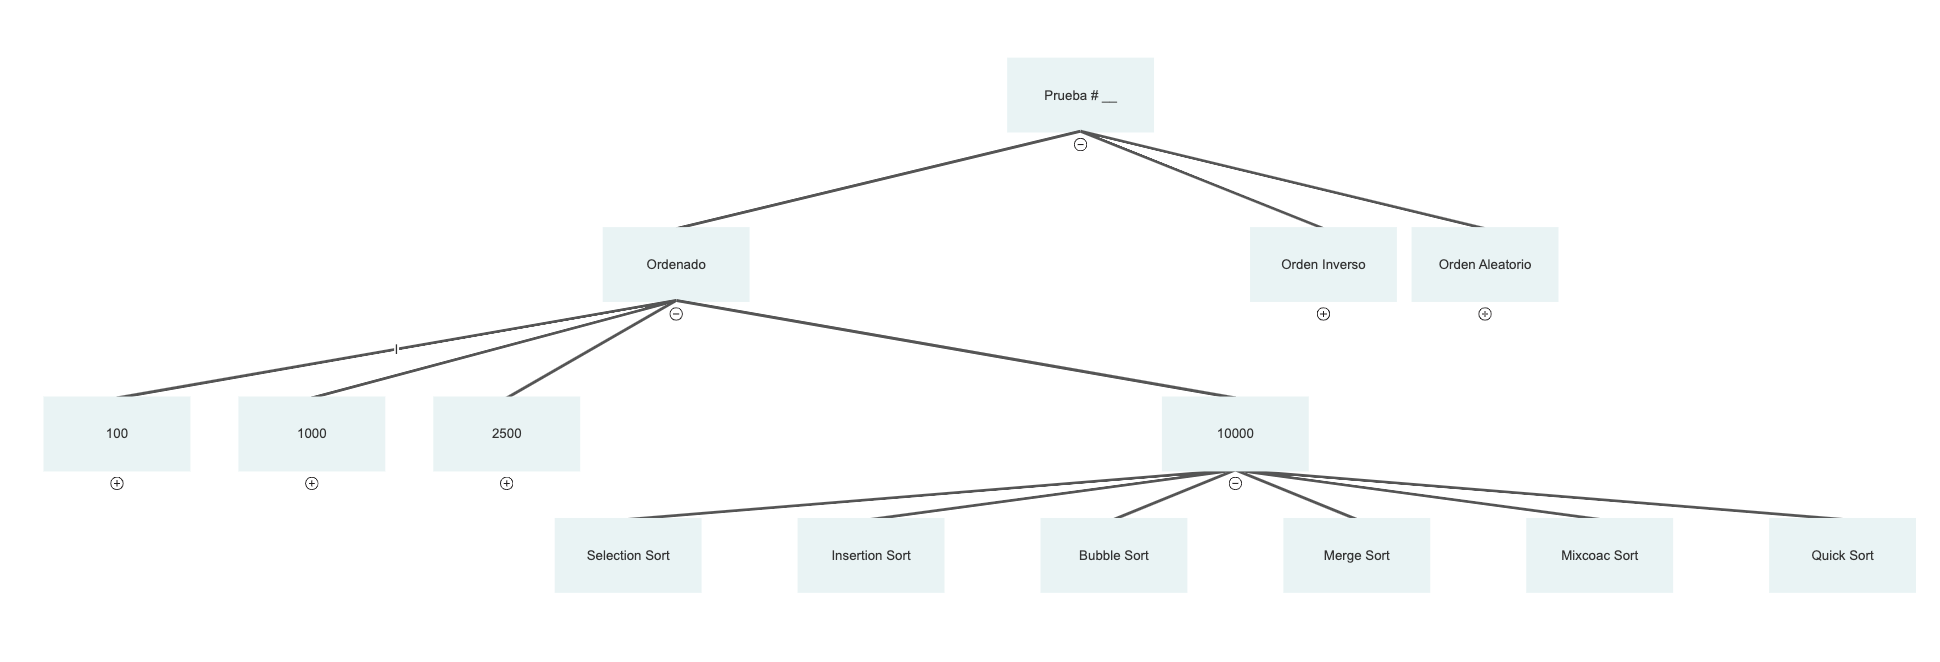 Prueba # __
Ordenado
Orden Inverso
Orden Aleatorio
100
1000
2500
10000
Selection Sort
Insertion Sort
Bubble Sort
Merge Sort
Mixcoac Sort
Quick Sort